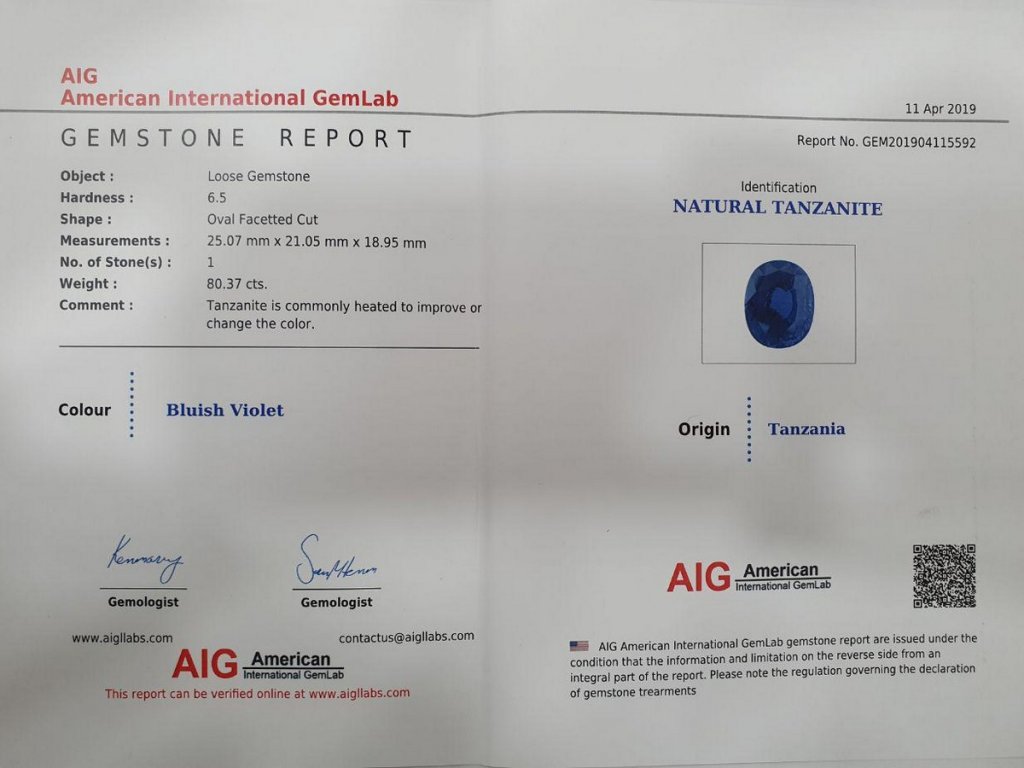 AIG
American International GemLab
GEMSTONE REPORT
Object : Loose Gemstone
Hardness : 6.5
Shape : Oval Facetted Cut
Measurements : 25.07 mm x 21.05 mm x 18.95 mm
No. of Stone(s) : 1
Weight : 80.37 cts.
Comment : Tanzanite is commonly heated to improve or
change the color.
Colour Bluish Violet
Gemologist Gemologist
www.aigllabs.com contactus@aigllabs.com
AIG American
International GemLab
This report can be verified online at www.aigllabs.com
11 Apr 2019
Report No. GEM201904115592
Identification
NATURAL TANZANITE
Origin Tanzania
AIG American
International GemLab
AIG American International GemLab gemstone report are issued under the
condition that the information and limitation on the reverse side from an
integral part of the report. Please note the regulation governing the declaration
of gemstone trearments